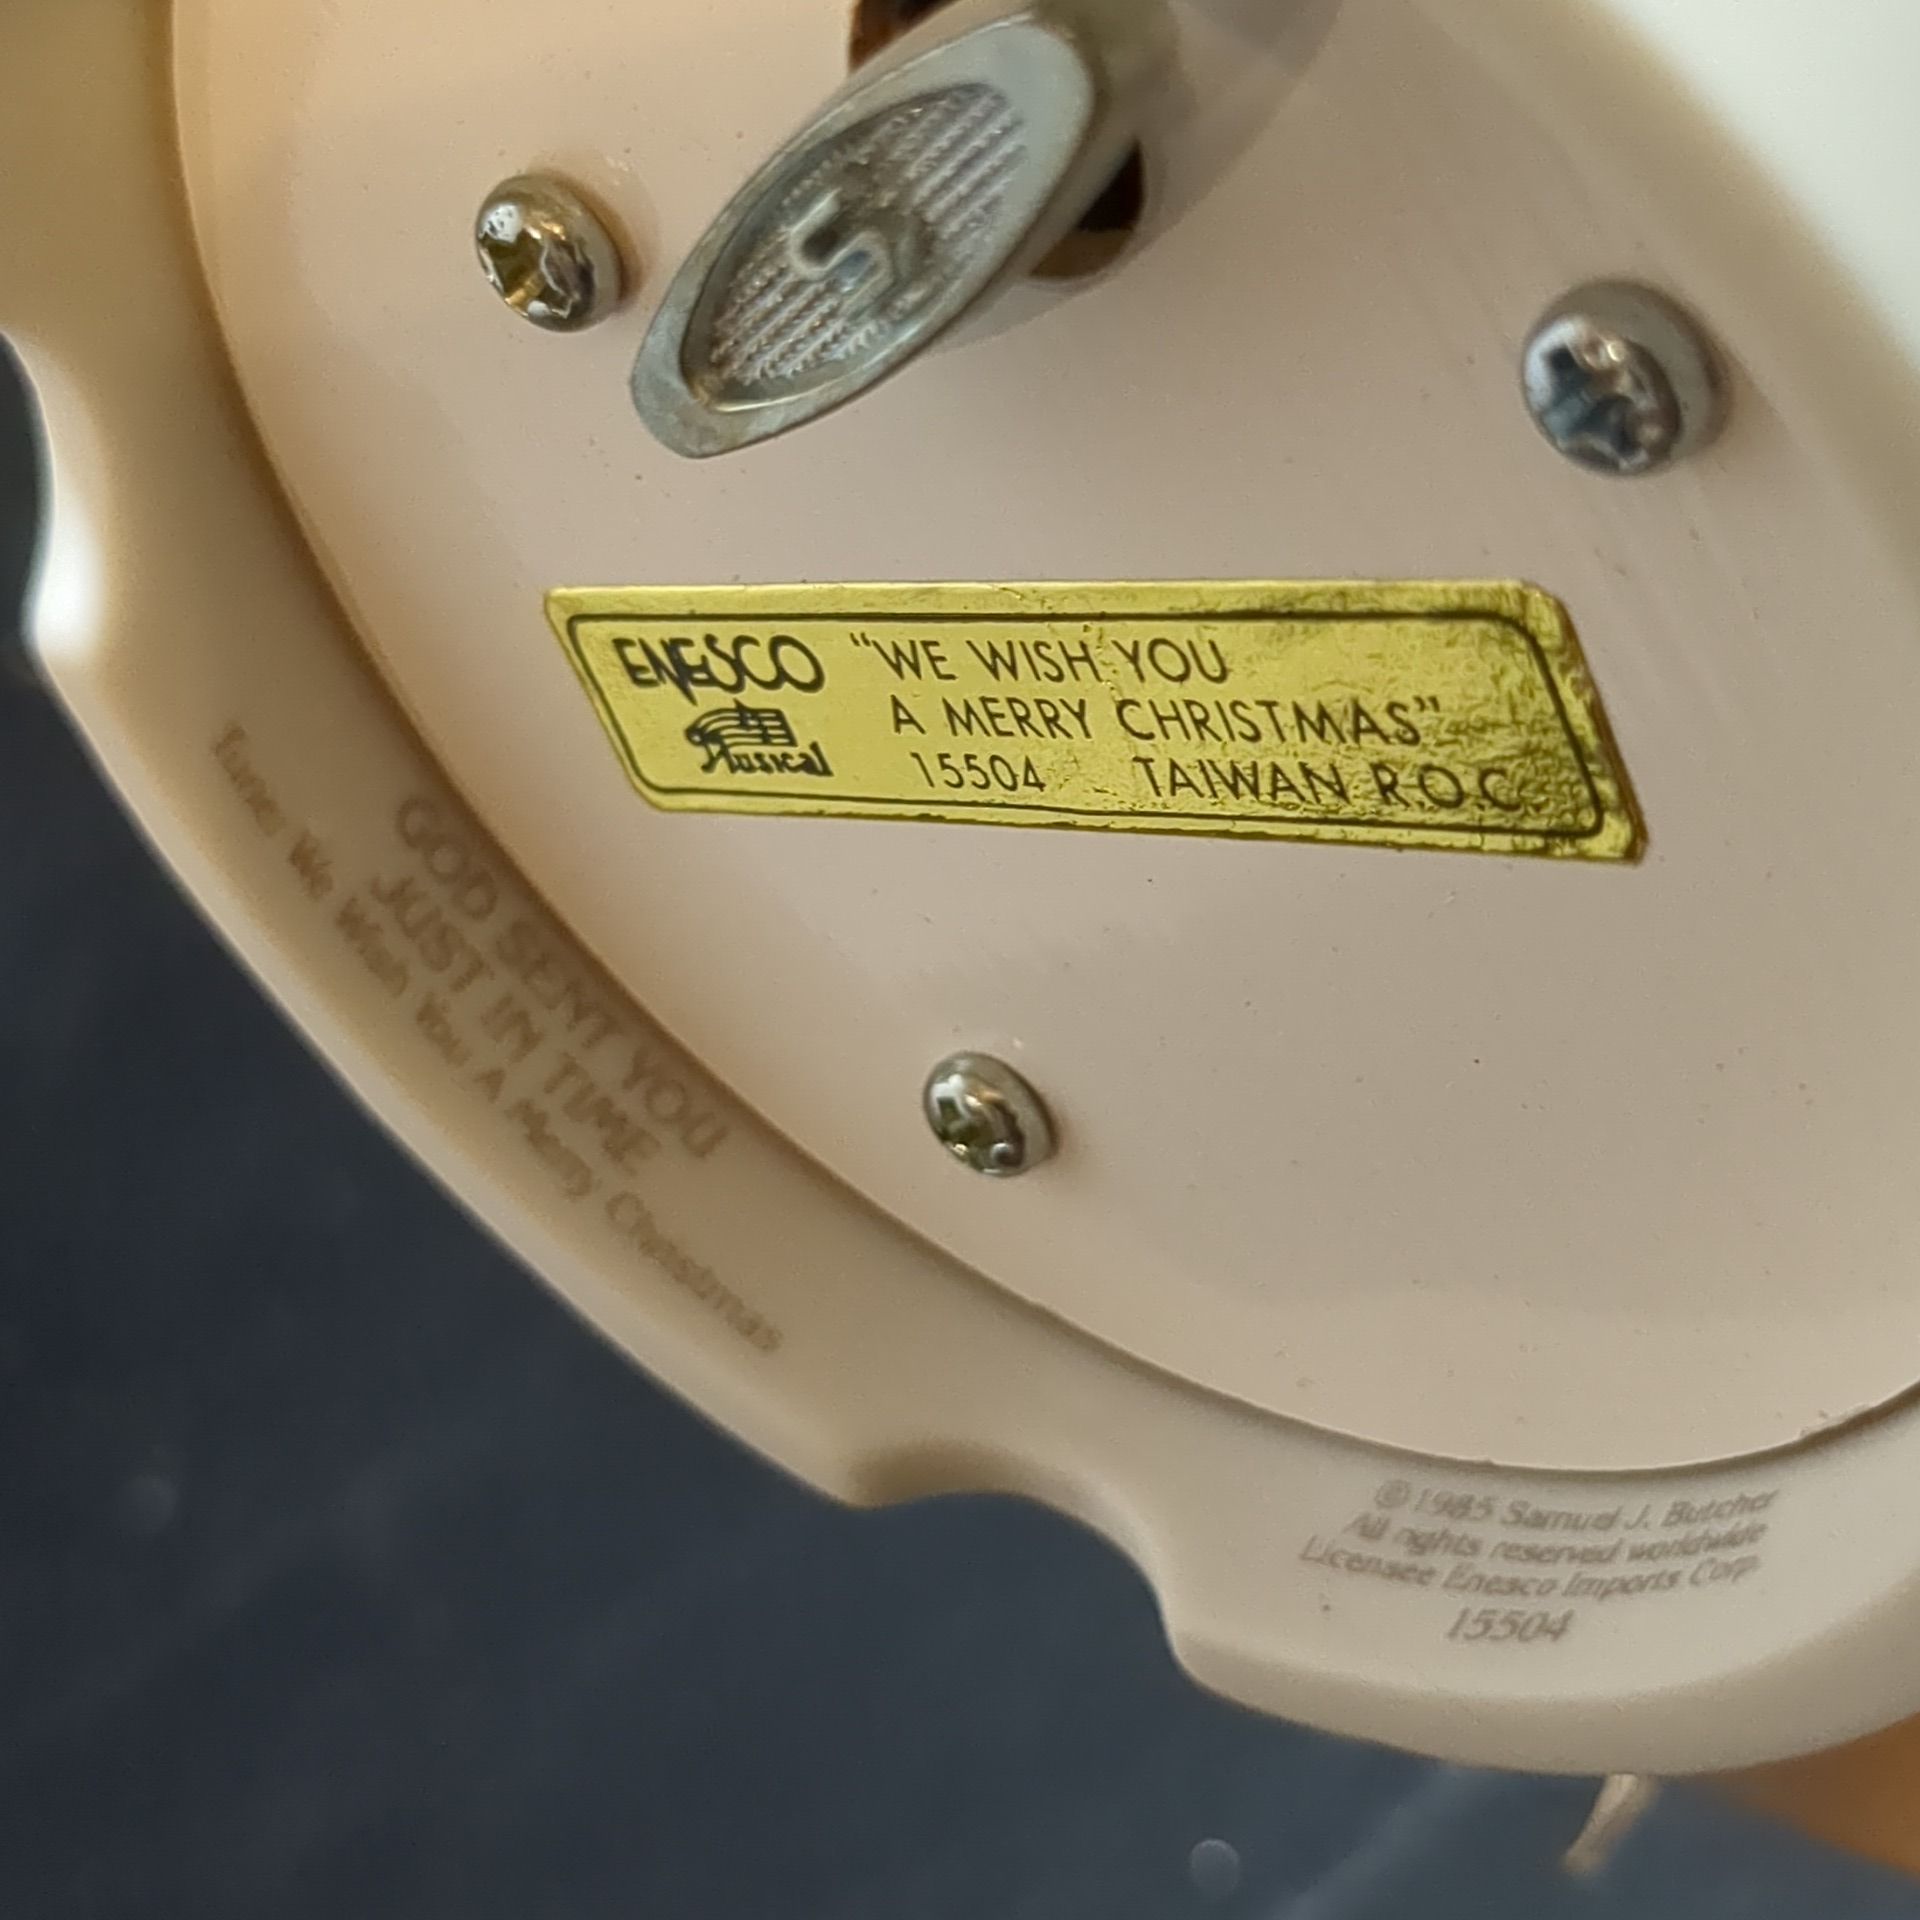 ENESCO "WE WISH YOU
A MERRY CHRISTMAS"
Musical
15504 TAIWAN R.O.C.
GOD SENT YOU
JUST IN TIME
Tune: We Wish You A Merry Christmas
© 1985 Samuel J. Butcher
All rights reserved worldwide
Licensee Enesco Imports Corp.
15504